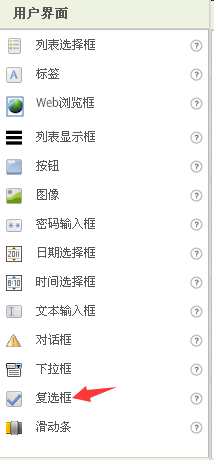 用户界面
列表选择框
标签
Web浏览框
列表显示框
按钮
图像
密码输入框
日期选择框
2011
时间选择框
8:10
文本输入框
对话框
下拉框
复选框
滑动条